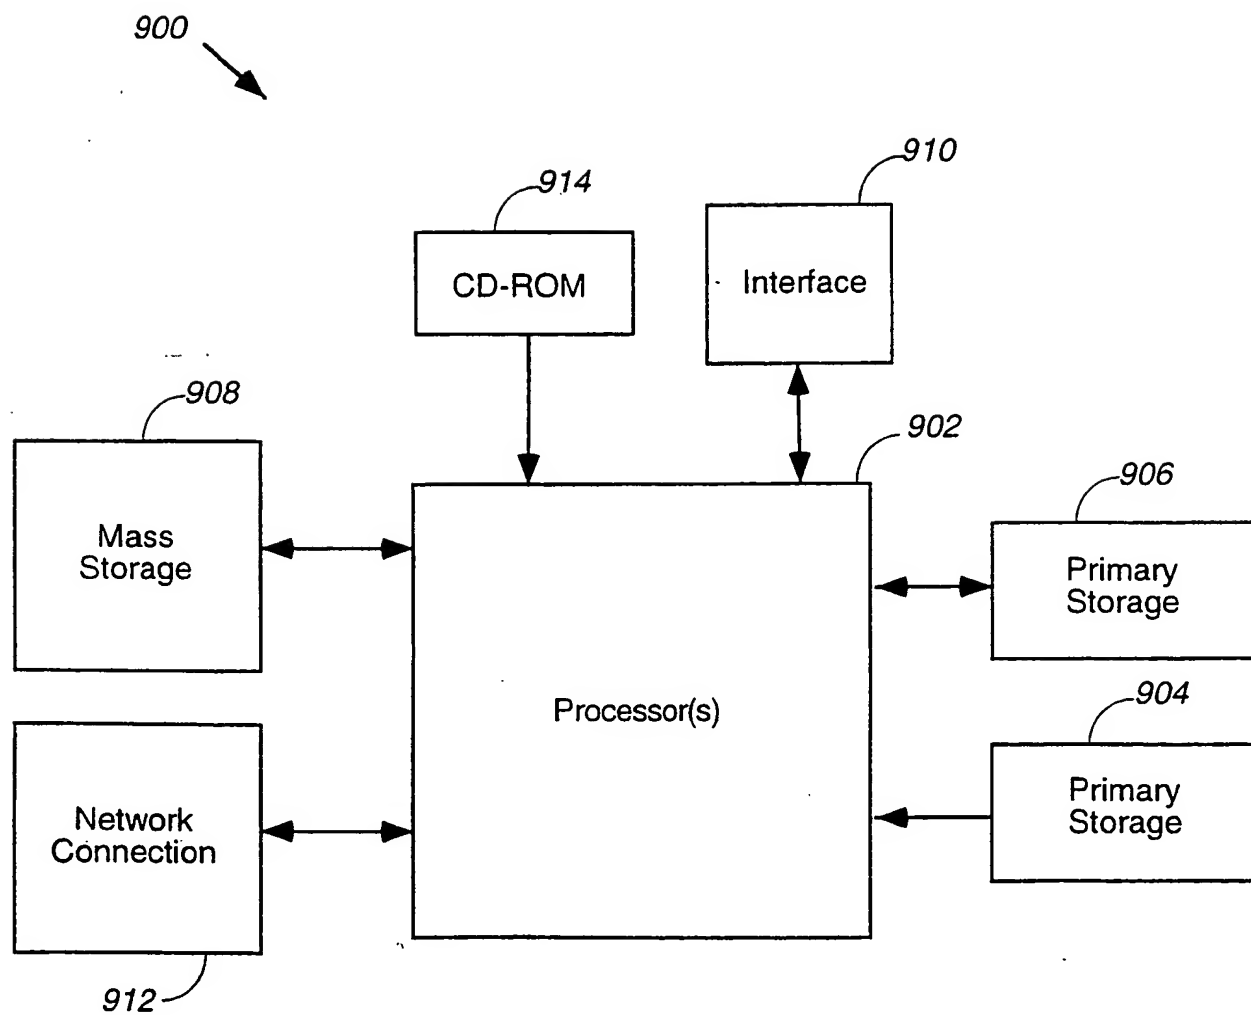 900
910
914
CD-ROM
Interface
908
902
906
Mass
Storage
Primary
Storage
Processor(s)
904
Network
Connection
Primary
Storage
912